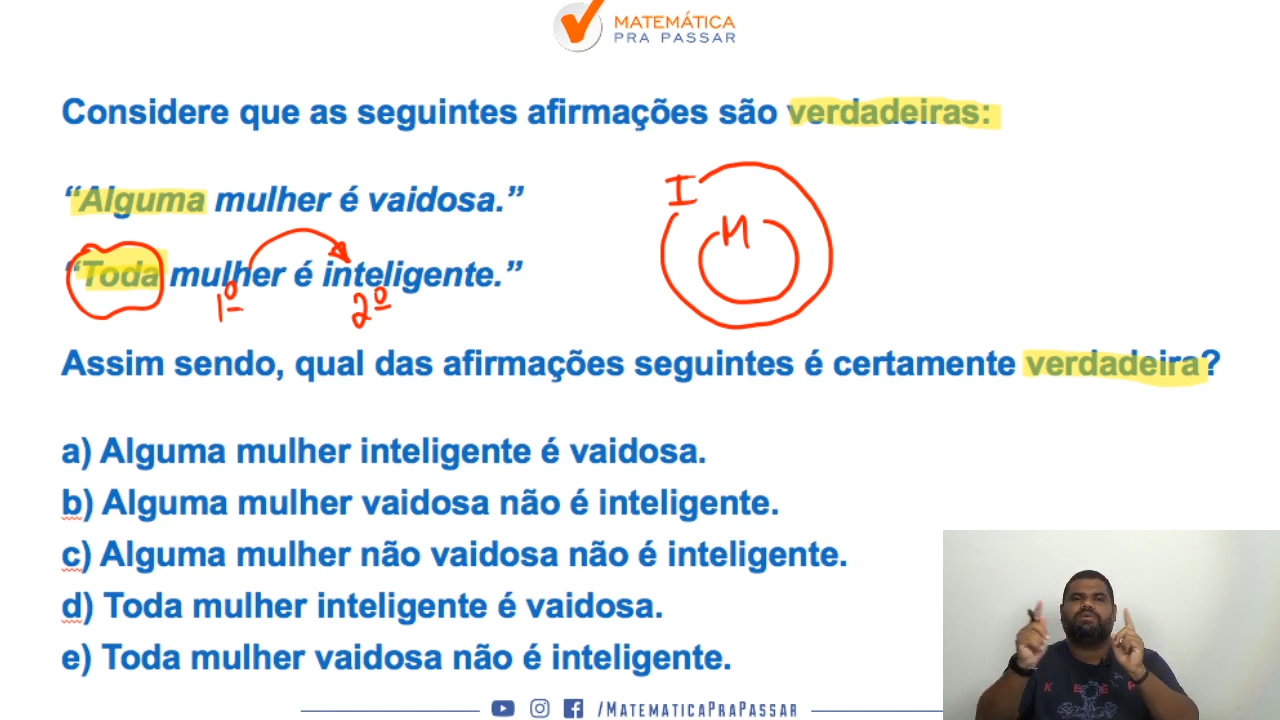 MATEMÁTICA
PRA PASSAR
Considere que as seguintes afirmações são verdadeiras:
“Alguma mulher é vaidosa.”
“Toda mulher é inteligente.”
1º
2º
I
M
Assim sendo, qual das afirmações seguintes é certamente verdadeira?
a) Alguma mulher inteligente é vaidosa.
b) Alguma mulher vaidosa não é inteligente.
c) Alguma mulher não vaidosa não é inteligente.
d) Toda mulher inteligente é vaidosa.
e) Toda mulher vaidosa não é inteligente.
K E E P
/MATEMATICAPRAPASSAR